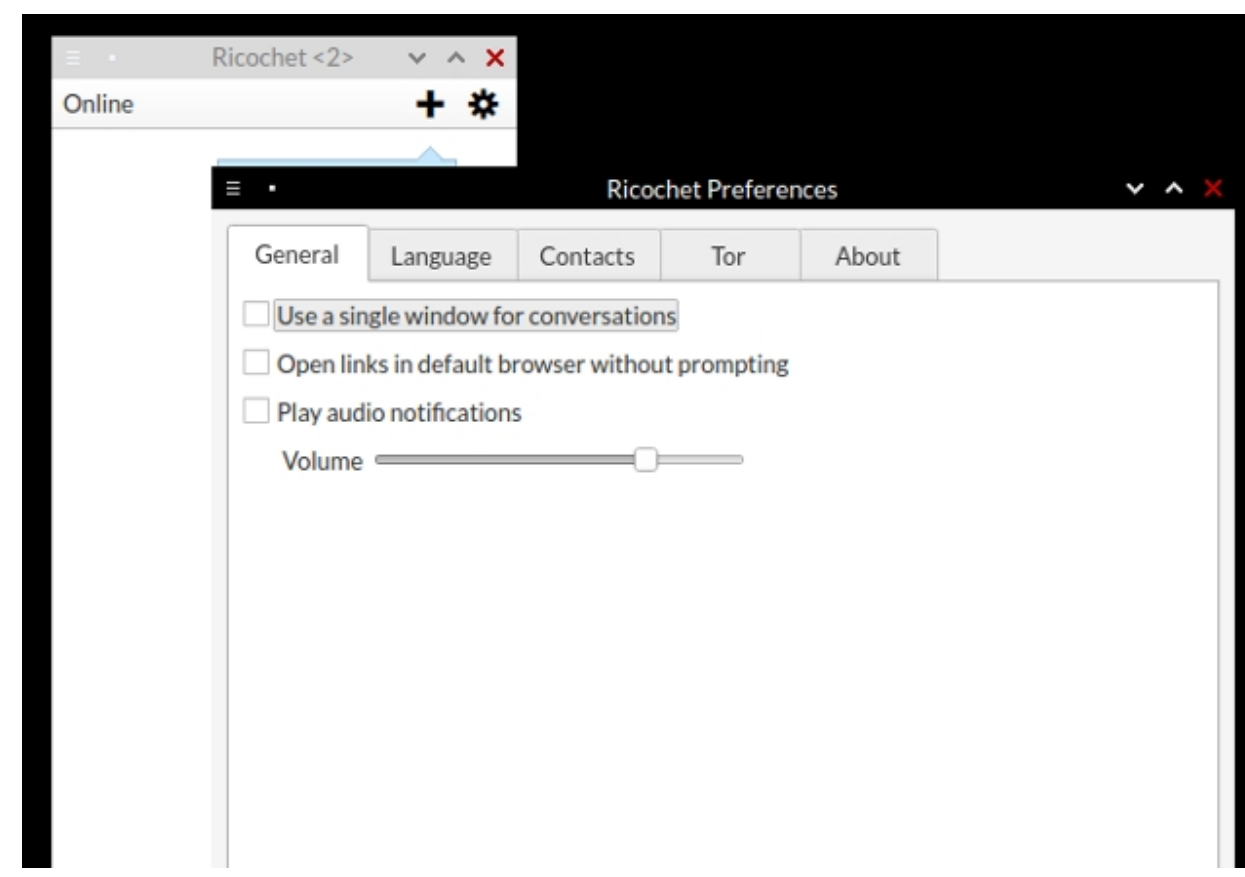 Ricochet <2>
Online
Ricochet Preferences
General Language Contacts Tor About
Use a single window for conversations
Open links in default browser without prompting
Play audio notifications
Volume